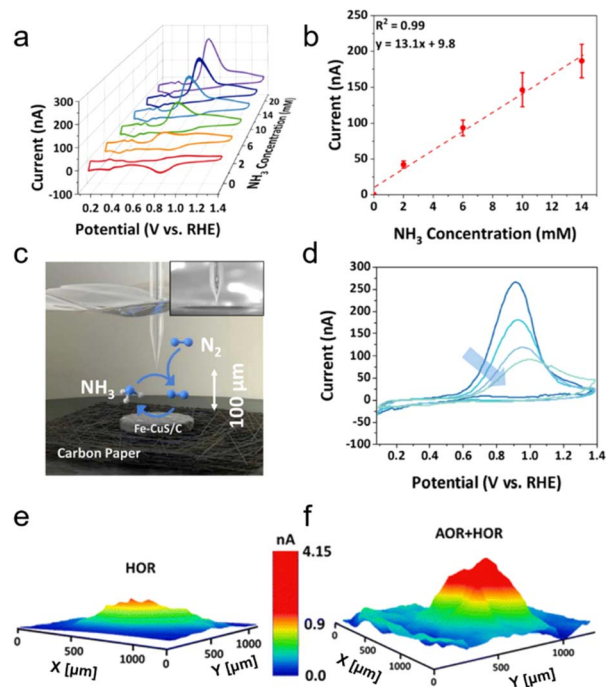 a
300
200
100
0
-100
Current (nA)
0.2 0.4 0.6 0.8 1.0 1.2 1.4
Potential (V vs. RHE)
0
2
6
10
14
20
NH₃ Concentration (mM)
b
R² = 0.99
y = 13.1x + 9.8
250
200
150
100
50
0
Current (nA)
0 2 4 6 8 10 12 14
NH₃ Concentration (mM)
c
N₂
NH₃
100 µm
Fe-CuS/C
Carbon Paper
d
300
250
200
150
100
50
0
-50
-100
Current (nA)
0.2 0.4 0.6 0.8 1.0 1.2 1.4
Potential (V vs. RHE)
e
HOR
0
500
1000
X [µm]
0
500
1000
Y [µm]
nA
4.15
0.9
0.0
f
AOR+HOR
0
500
1000
X [µm]
0
500
1000
Y [µm]